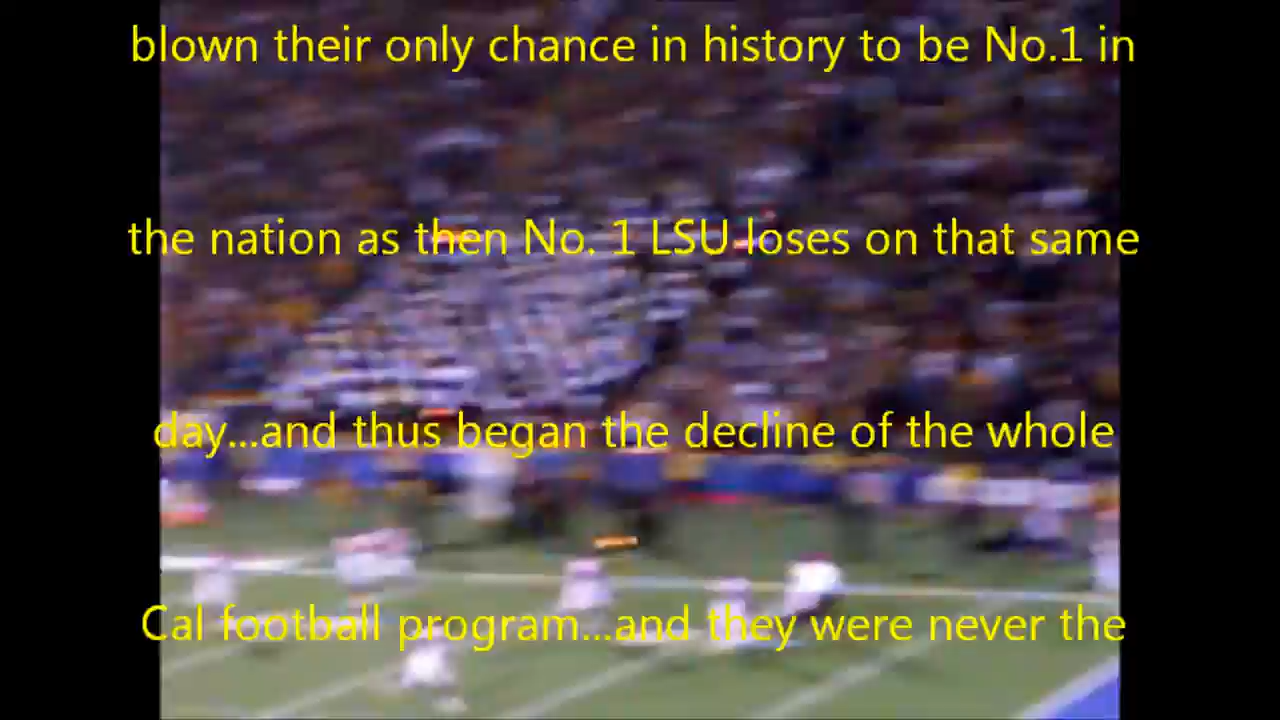 blown their only chance in history to be No.1 in
the nation as then No. 1 LSU loses on that same
day...and thus began the decline of the whole
Cal football program...and they were never the